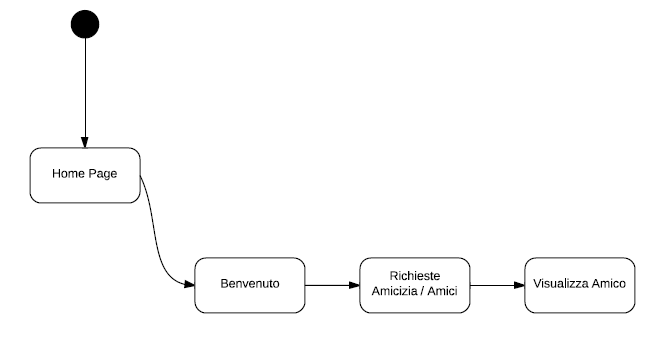 Home Page
Benvenuto
Richieste
Amicizia / Amici
Visualizza Amico